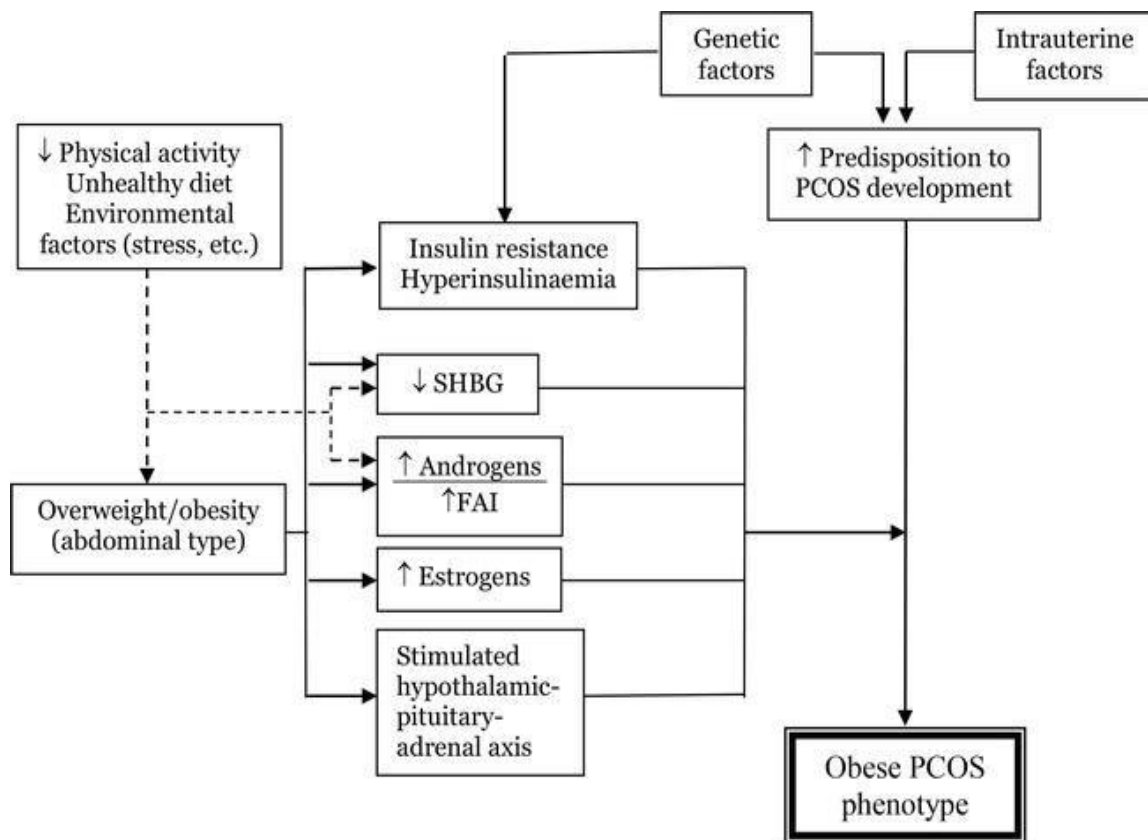 Genetic
factors
Intrauterine
factors
↓ Physical activity
Unhealthy diet
Environmental
factors (stress, etc.)
↑ Predisposition to
PCOS development
Insulin resistance
Hyperinsulinaemia
↓ SHBG
↑ Androgens
↑FAI
Overweight/obesity
(abdominal type)
↑ Estrogens
Stimulated
hypothalamic-
pituitary-
adrenal axis
Obese PCOS
phenotype